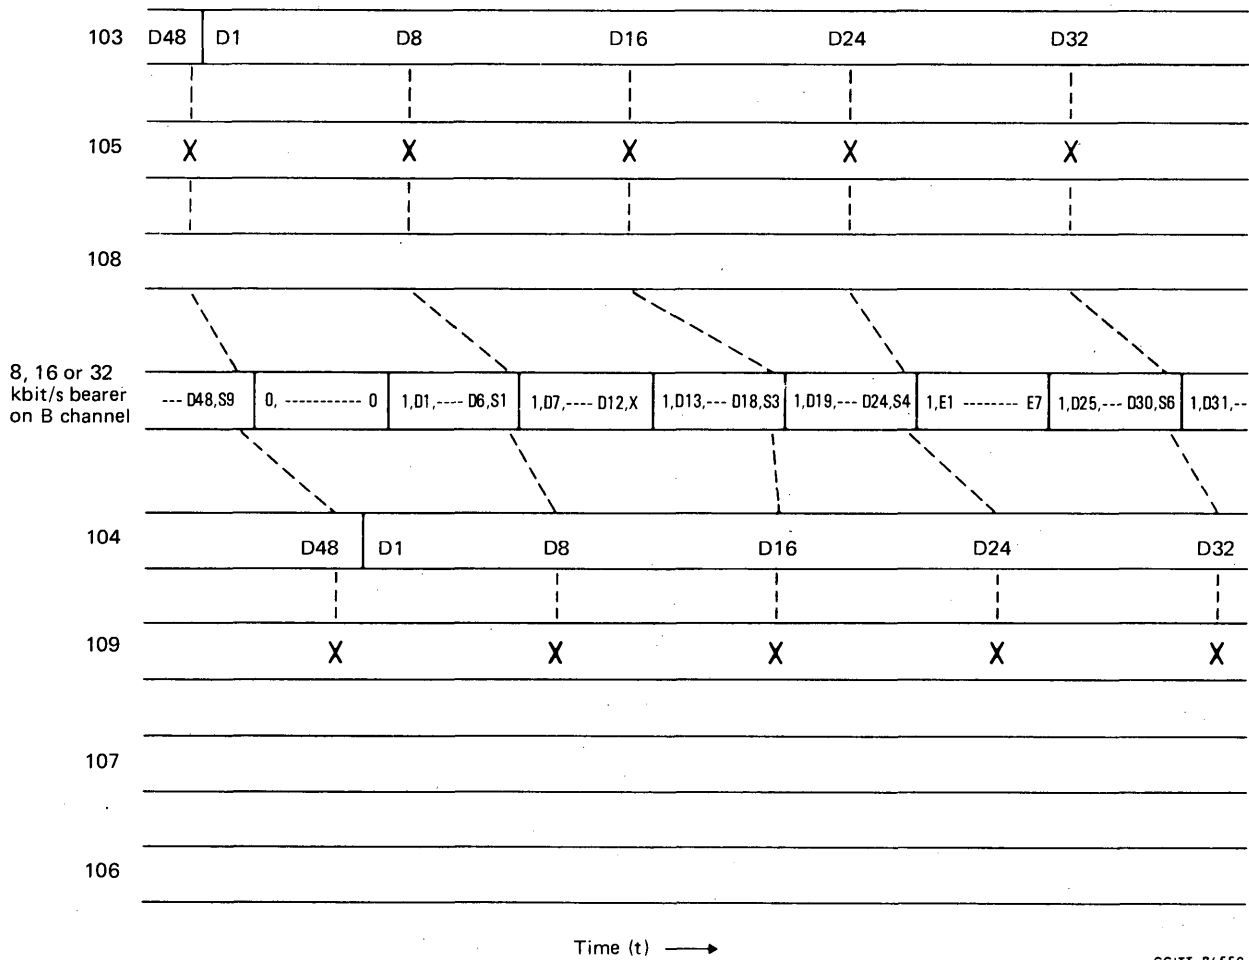 103 D48 D1 D8 D16 D24 D32
105 X X X X X
108
8, 16 or 32
kbit/s bearer
on B channel
--- D48,S9 0, ----------- 0 1,D1,---- D6,S1 1,D7,---- D12,X 1,D13,--- D18,S3 1,D19,--- D24,S4 1,E1 -------- E7 1,D25,--- D30,S6 1,D31,--
104 D48 D1 D8 D16 D24 D32
109 X X X X X
107
106
Time (t)